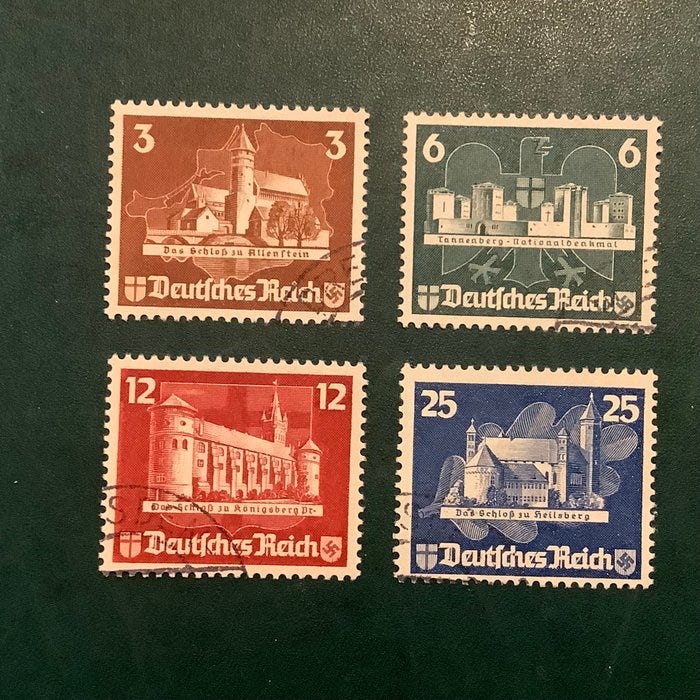 3 3
Das Schloß zu Allenstein
Deutsches Reich
6 6
Tannenberg-Nationaldenkmal
Deutsches Reich
12 12
Das Schloß zu Königsberg Pr.
Deutsches Reich
25 25
Das Schloß zu Heilsberg
Deutsches Reich